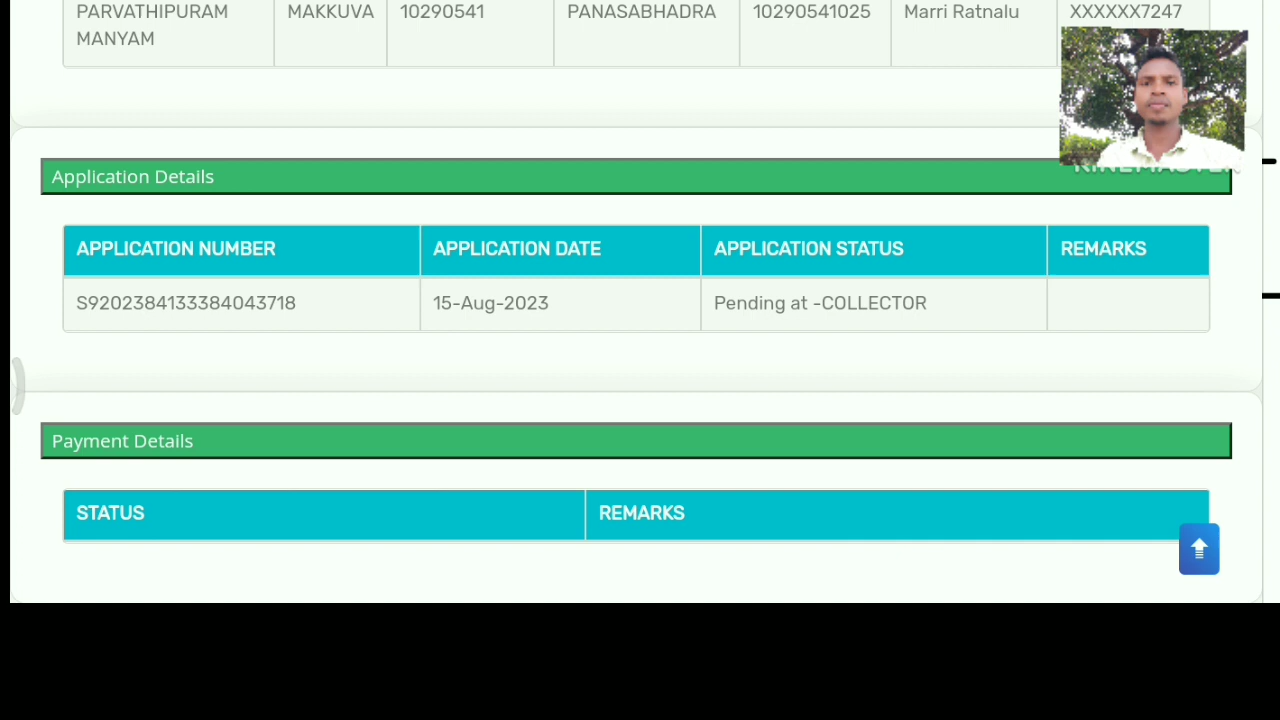 PARVATHIPURAM MAKKUVA 10290541 PANASABHADRA 10290541025 Marri Ratnalu XXXXXX7247
MANYAM
KINEMASTER
Application Details
APPLICATION NUMBER APPLICATION DATE APPLICATION STATUS REMARKS
S9202384133384043718 15-Aug-2023 Pending at -COLLECTOR
Payment Details
STATUS REMARKS